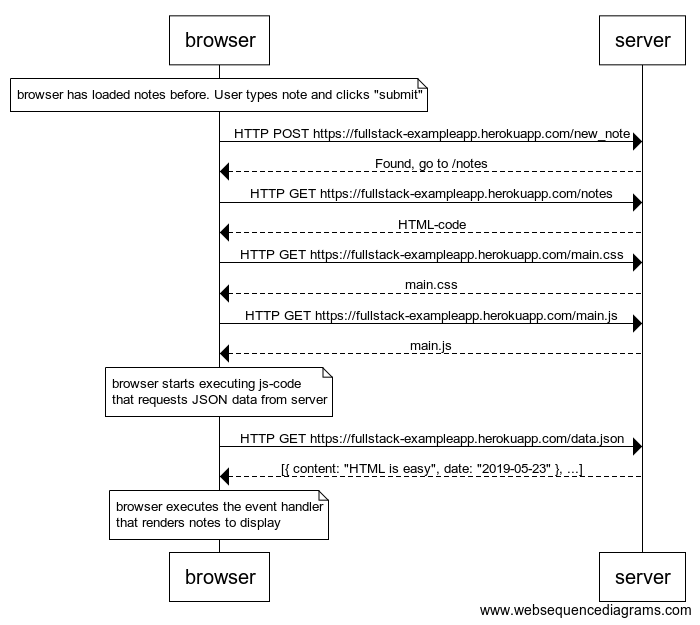 browser
server
browser has loaded notes before. User types note and clicks "submit"
HTTP POST https://fullstack-exampleapp.herokuapp.com/new_note
Found, go to /notes
HTTP GET https://fullstack-exampleapp.herokuapp.com/notes
HTML-code
HTTP GET https://fullstack-exampleapp.herokuapp.com/main.css
main.css
HTTP GET https://fullstack-exampleapp.herokuapp.com/main.js
main.js
browser starts executing js-code
that requests JSON data from server
HTTP GET https://fullstack-exampleapp.herokuapp.com/data.json
[{ content: "HTML is easy", date: "2019-05-23" }, ...]
browser executes the event handler
that renders notes to display
browser
server
www.websequencediagrams.com